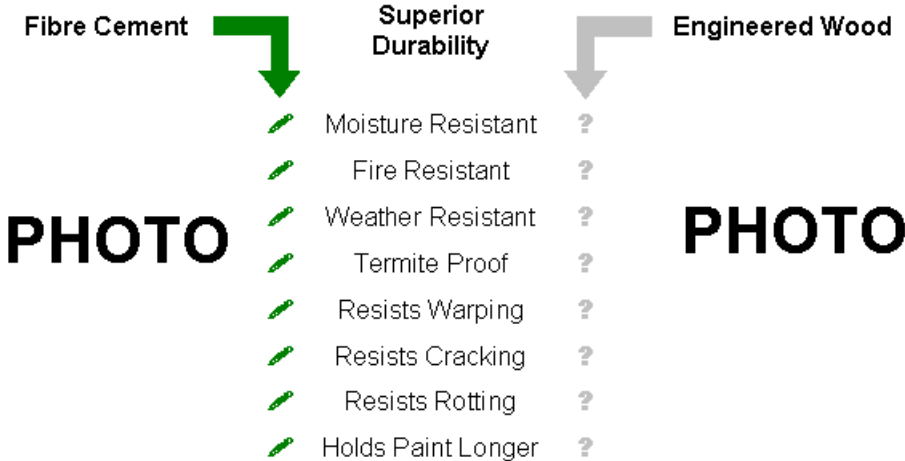 Fibre Cement
Superior
Durability
Engineered Wood
Moisture Resistant ?
Fire Resistant ?
Weather Resistant ?
Termite Proof ?
Resists Warping ?
Resists Cracking ?
Resists Rotting ?
Holds Paint Longer ?
PHOTO
PHOTO